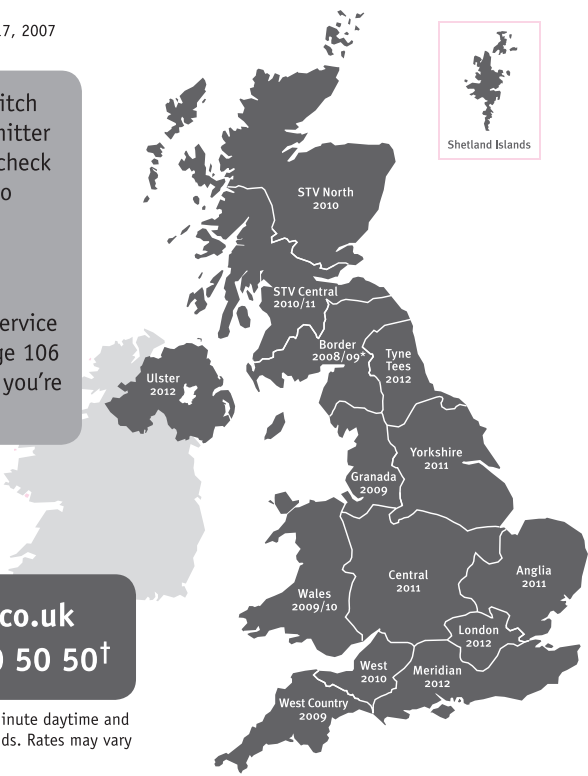 7, 2007
itch
mitter
check
o
ervice
ge 106
you're
co.uk
0 50 50†
inute daytime and
ds. Rates may vary
Shetland Islands
STV North
2010
STV Central
2010/11
Border
2008/09*
Tyne
Tees
2012
Ulster
2012
Yorkshire
2011
Granada
2009
Central
2011
Anglia
2011
Wales
2009/10
London
2012
West
2010
Meridian
2012
West Country
2009